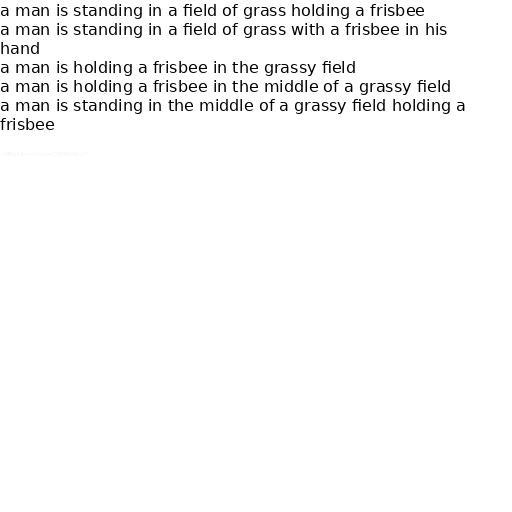 a man is standing in a field of grass holding a frisbee
a man is standing in a field of grass with a frisbee in his
hand
a man is holding a frisbee in the grassy field
a man is holding a frisbee in the middle of a grassy field
a man is standing in the middle of a grassy field holding a
frisbee